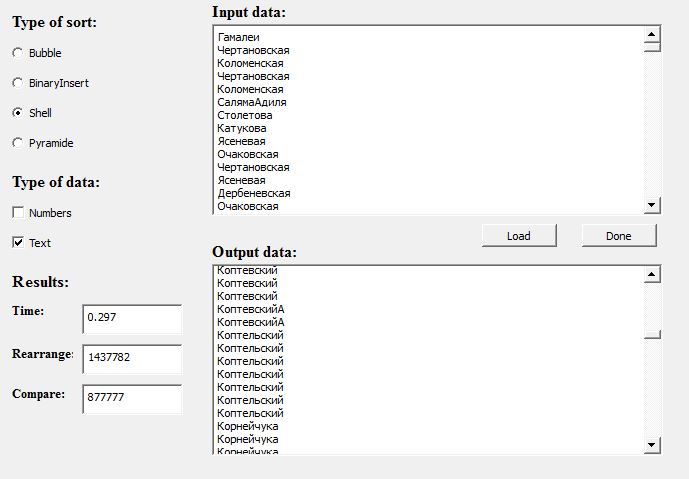 Type of sort:
Bubble
BinaryInsert
Shell
Pyramide
Type of data:
Numbers
Text
Results:
Time:
0.297
Rearrange:
1437782
Compare:
877777
Input data:
Гамалеи
Чертановская
Коломенская
Чертановская
Коломенская
СалямаАдиля
Столетова
Катукова
Ясеневая
Очаковская
Чертановская
Ясеневая
Дербеневская
Очаковская
Load
Done
Output data:
Коптевский
Коптевский
Коптевский
КоптевскийА
КоптевскийА
Коптельский
Коптельский
Коптельский
Коптельский
Коптельский
Коптельский
Коптельский
Корнейчука
Корнейчука
Корнейчука